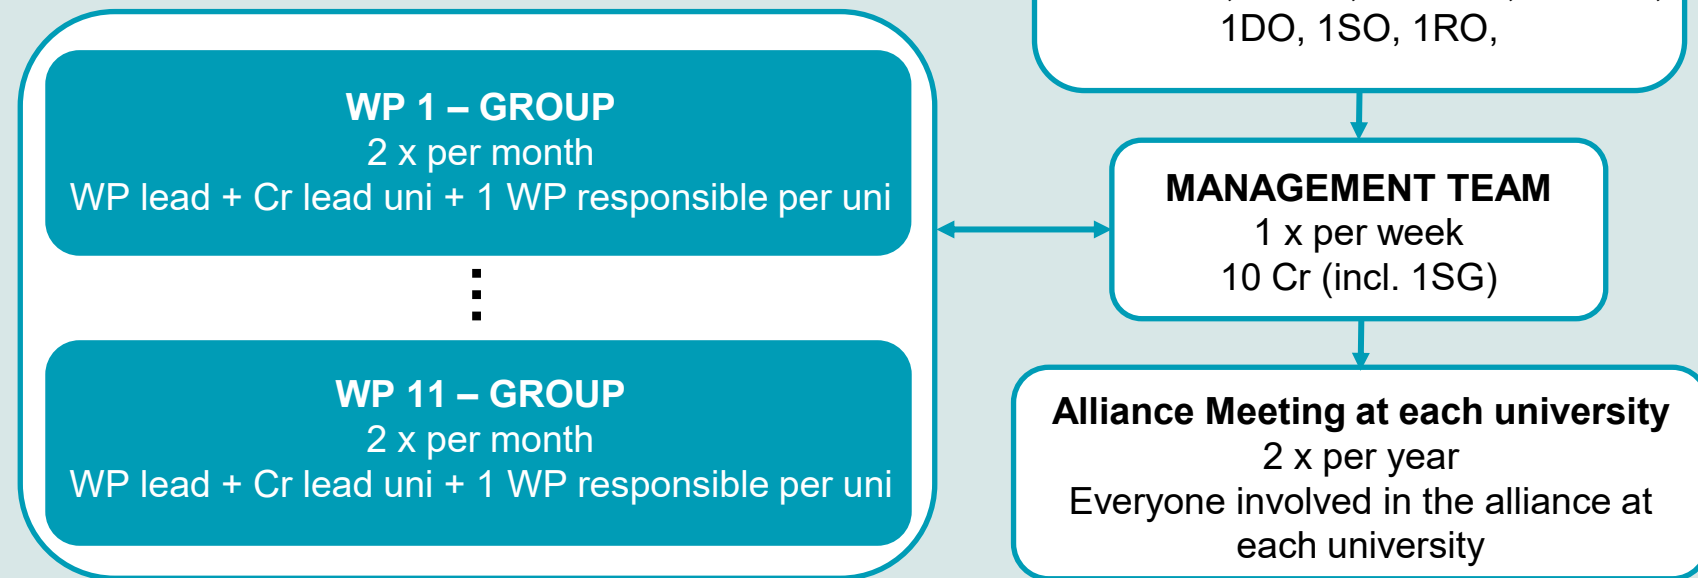 WP 1 – GROUP
2 x per month
WP lead + Cr lead uni + 1 WP responsible per uni
WP 11 – GROUP
2 x per month
WP lead + Cr lead uni + 1 WP responsible per uni
1DO, 1SO, 1RO,
MANAGEMENT TEAM
1 x per week
10 Cr (incl. 1SG)
Alliance Meeting at each university
2 x per year
Everyone involved in the alliance at
each university